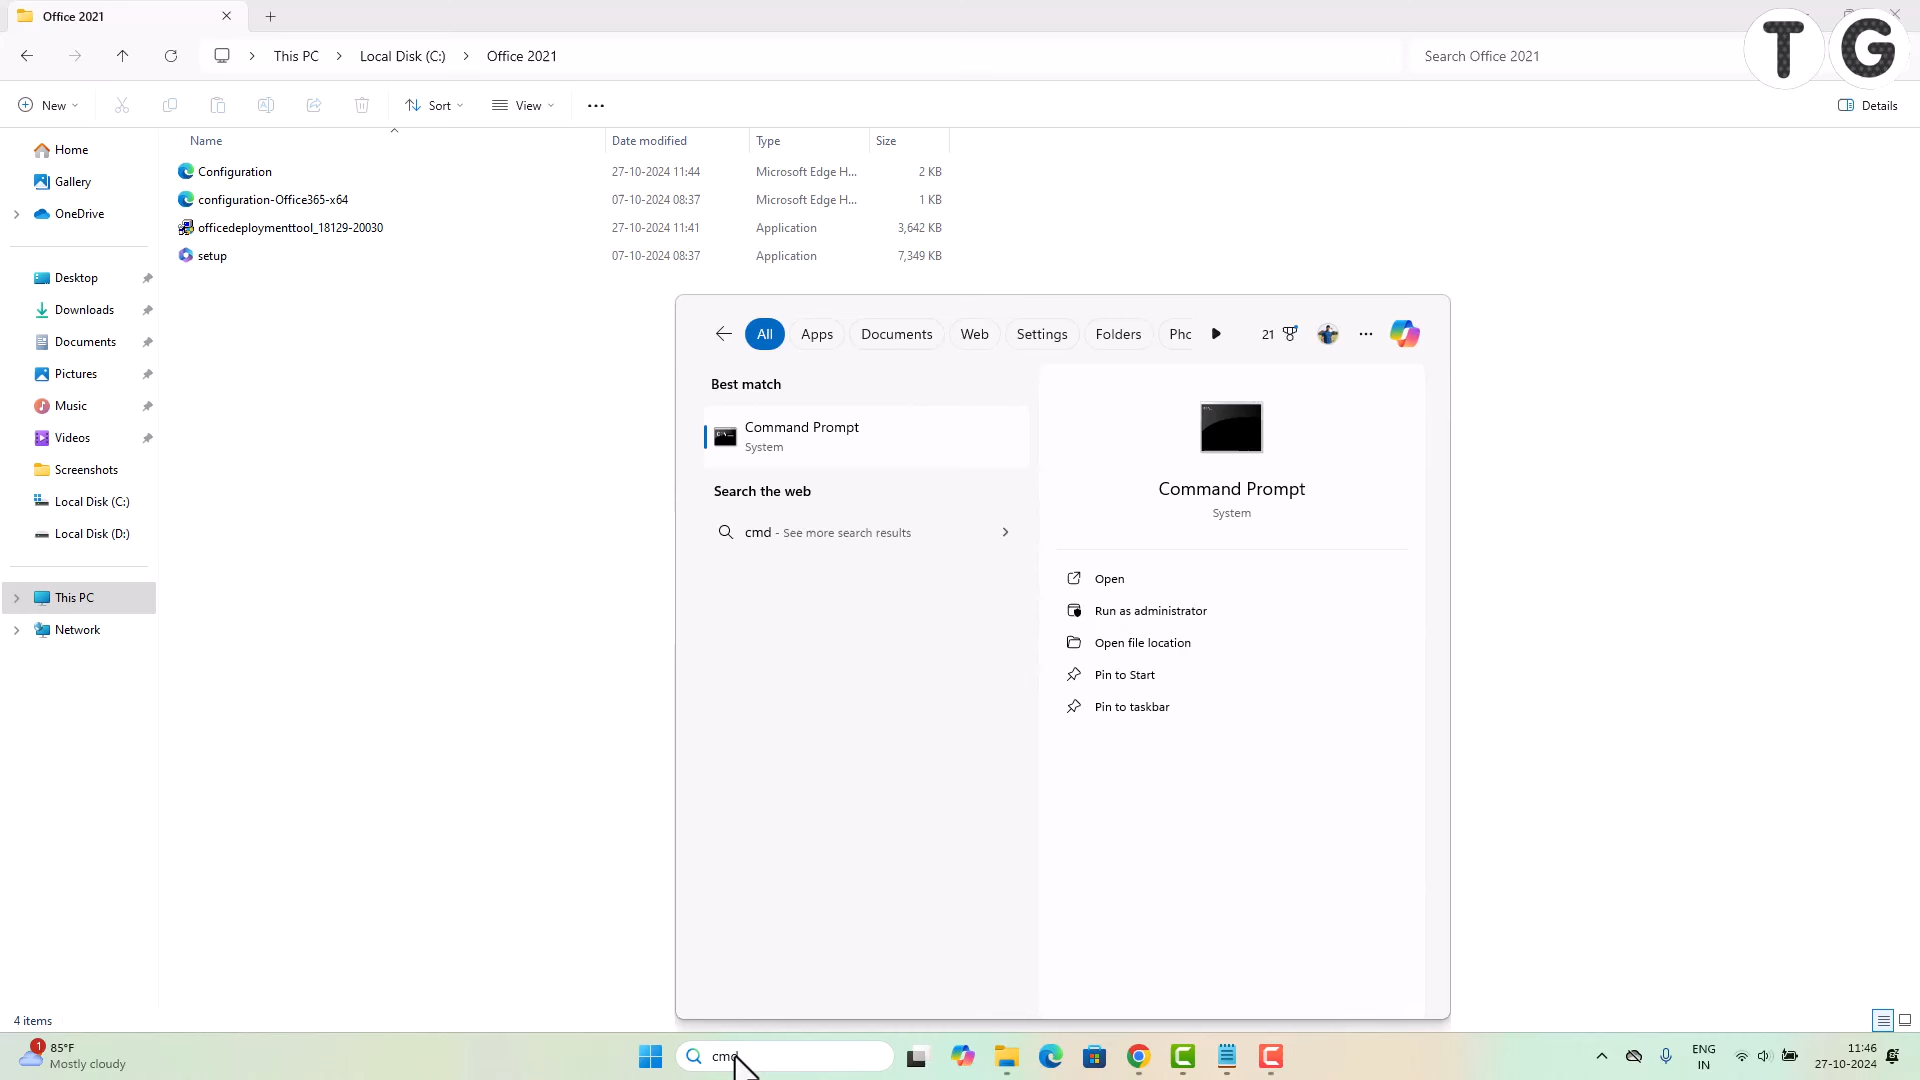 Office 2021
This PC
Local Disk (C:)
Office 2021
Search Office 2021
T G
New
Sort
View
Details
Name
Date modified
Type
Size
Configuration
27-10-2024 11:44
Microsoft Edge H...
2 KB
configuration-Office365-x64
07-10-2024 08:37
Microsoft Edge H...
1 KB
officedeploymenttool_18129-20030
27-10-2024 11:41
Application
3,642 KB
setup
07-10-2024 08:37
Application
7,349 KB
Home
Gallery
OneDrive
Desktop
Downloads
Documents
Pictures
Music
Videos
Screenshots
Local Disk (C:)
Local Disk (D:)
This PC
Network
All
Apps
Documents
Web
Settings
Folders
Phc
21
Best match
Command Prompt
System
Search the web
cmd - See more search results
Command Prompt
System
Open
Run as administrator
Open file location
Pin to Start
Pin to taskbar
4 items
1
85°F
Mostly cloudy
cmd
ENG
IN
11:46
27-10-2024